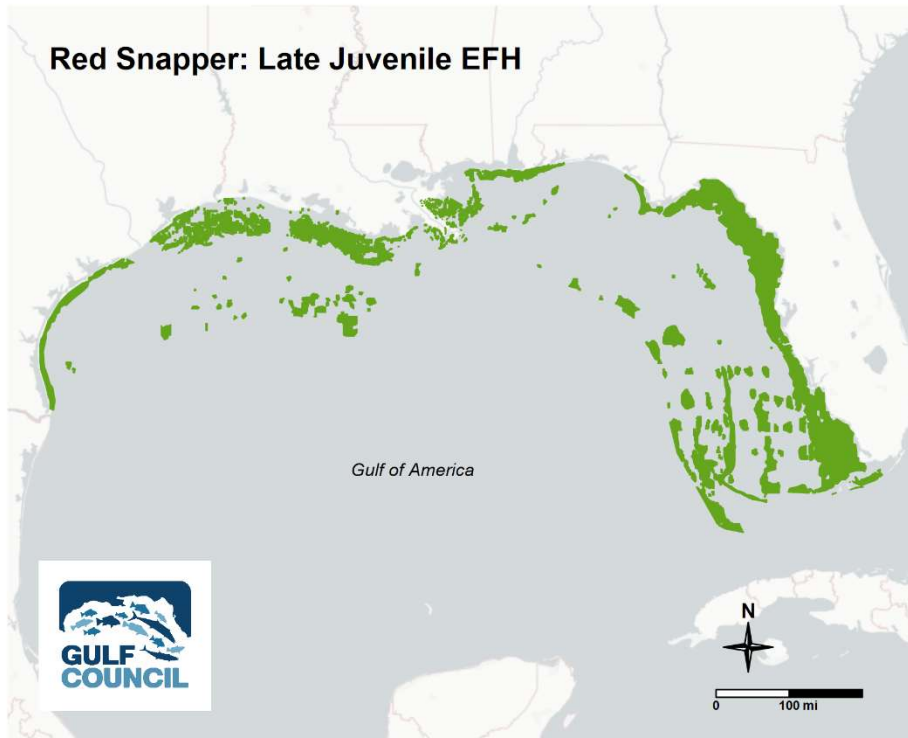 Red Snapper: Late Juvenile EFH
Gulf of America
GULF
COUNCIL
N
0 100 mi